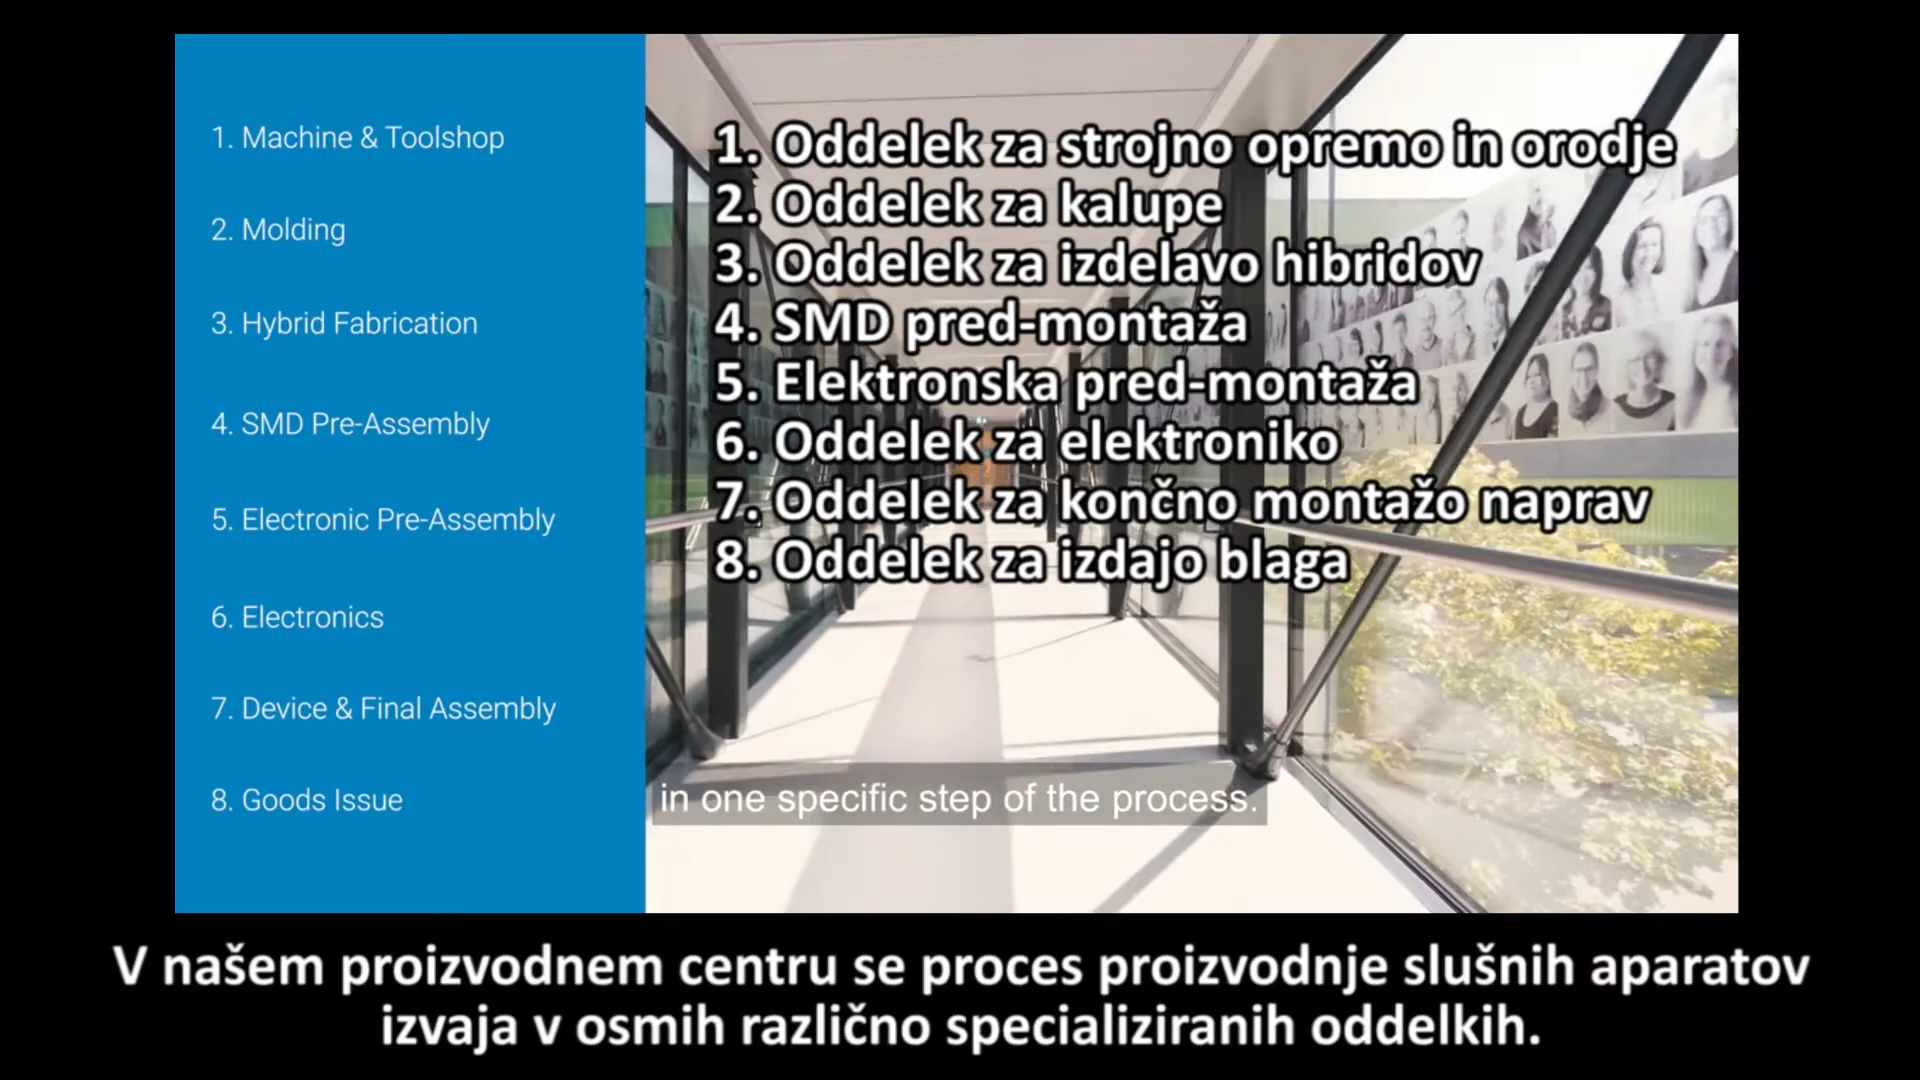 1. Machine & Toolshop
2. Molding
3. Hybrid Fabrication
4. SMD Pre-Assembly
5. Electronic Pre-Assembly
6. Electronics
7. Device & Final Assembly
8. Goods Issue
1. Oddelek za strojno opremo in orodje
2. Oddelek za kalupe
3. Oddelek za izdelavo hibridov
4. SMD pred-montaža
5. Elektronska pred-montaža
6. Oddelek za elektroniko
7. Oddelek za končno montažo naprav
8. Oddelek za izdajo blaga
in one specific step of the process.
V našem proizvodnem centru se proces proizvodnje slušnih aparatov
izvaja v osmih različno specializiranih oddelkih.